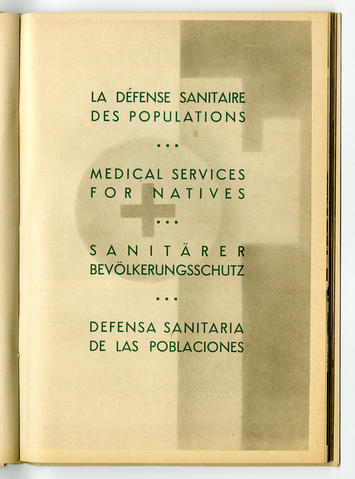 LA DÉFENSE SANITAIRE
DES POPULATIONS
MEDICAL SERVICES
FOR NATIVES
SANITÄRER
BEVÖLKERUNGSSCHUTZ
DEFENSA SANITARIA
DE LAS POBLACIONES